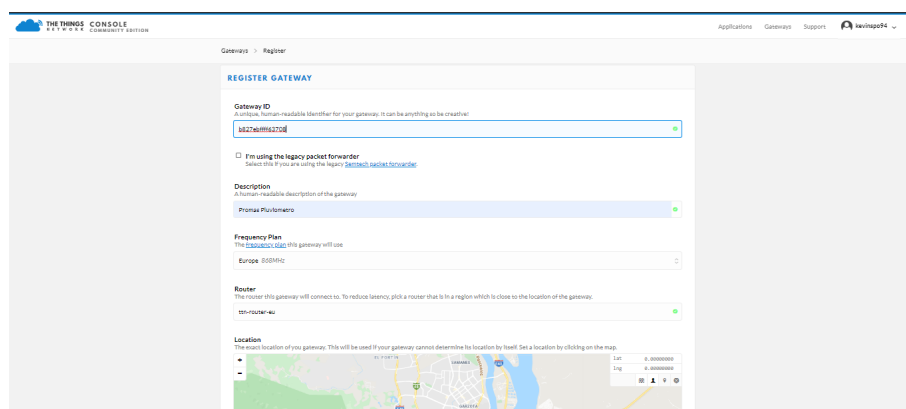 THE THINGS NETWORK CONSOLE COMMUNITY EDITION
Applications Gateways Support kevinspo94
Gateways > Register
REGISTER GATEWAY
Gateway ID
A unique, human-readable identifier for your gateway. It can be anything so be creative!
I'm using the legacy packet forwarder
Select this if you are using the legacy Semtech packet forwarder.
Description
A human-readable description of the gateway
Promas Pluviometro
Frequency Plan
The frequency plan this gateway will use
Europe 868MHz
Router
The router this gateway will connect to. To reduce latency, pick a router that is in a region which is close to the location of the gateway.
ttn-router-eu
Location
The exact location of you gateway. This will be used if your gateway cannot determine its location by itself. Set a location by clicking on the map.
lat 0.00000000
lng 0.00000000